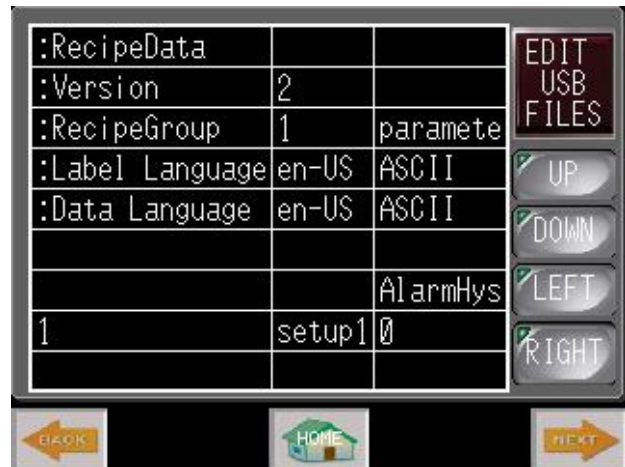 :RecipeData
:Version 2
:RecipeGroup 1 paramete
:Label Language en-US ASCII
:Data Language en-US ASCII
AlarmHys
1 setup1 0
EDIT
USB
FILES
UP
DOWN
LEFT
RIGHT
BACK
HOME
NEXT